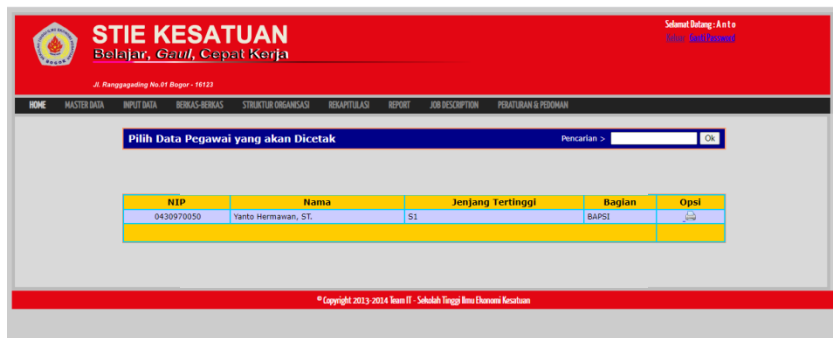 STIE KESATUAN
Belajar, Gaul, Cepat Kerja
Jl. Ranggagading No.01 Bogor - 16123
Selamat Datang : A n t o
Ganti Password
HOME MASTER DATA INPUT DATA BERKAS-BERKAS STRUKTUR ORGANISASI REKAPITULASI REPORT JOB DESCRIPTION PERATURAN & PEDOMAN
Pilih Data Pegawai yang akan Dicetak Pencarian > Ok
NIP Nama Jenjang Tertinggi Bagian Opsi
0430970050 Yanto Hermawan, ST. S1 BAPSI
© Copyright 2013-2014 Team IT - Sekolah Tinggi Ilmu Ekonomi Kesatuan